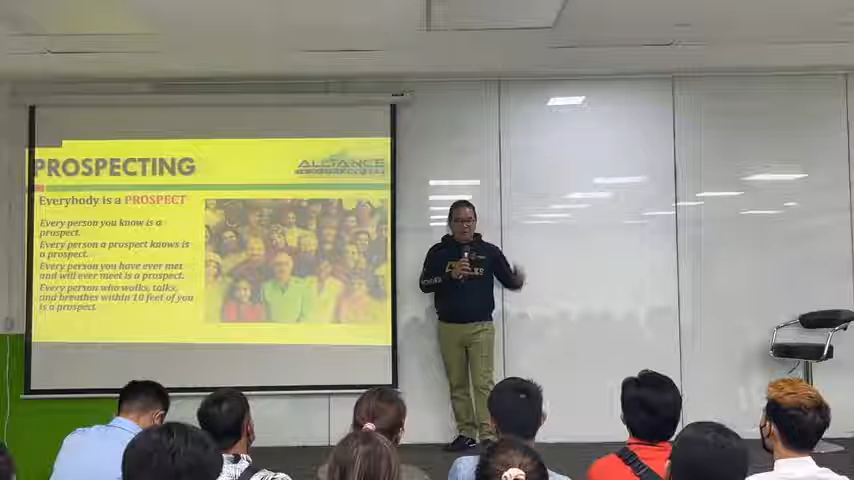 PROSPECTING
ALLIANCE
Everybody is a PROSPECT
Every person you know is a
prospect.
Every person a prospect knows is
a prospect.
Every person you have ever met
and will ever meet is a prospect.
Every person who walks, talks,
and breathes within 10 feet of you
is a prospect.